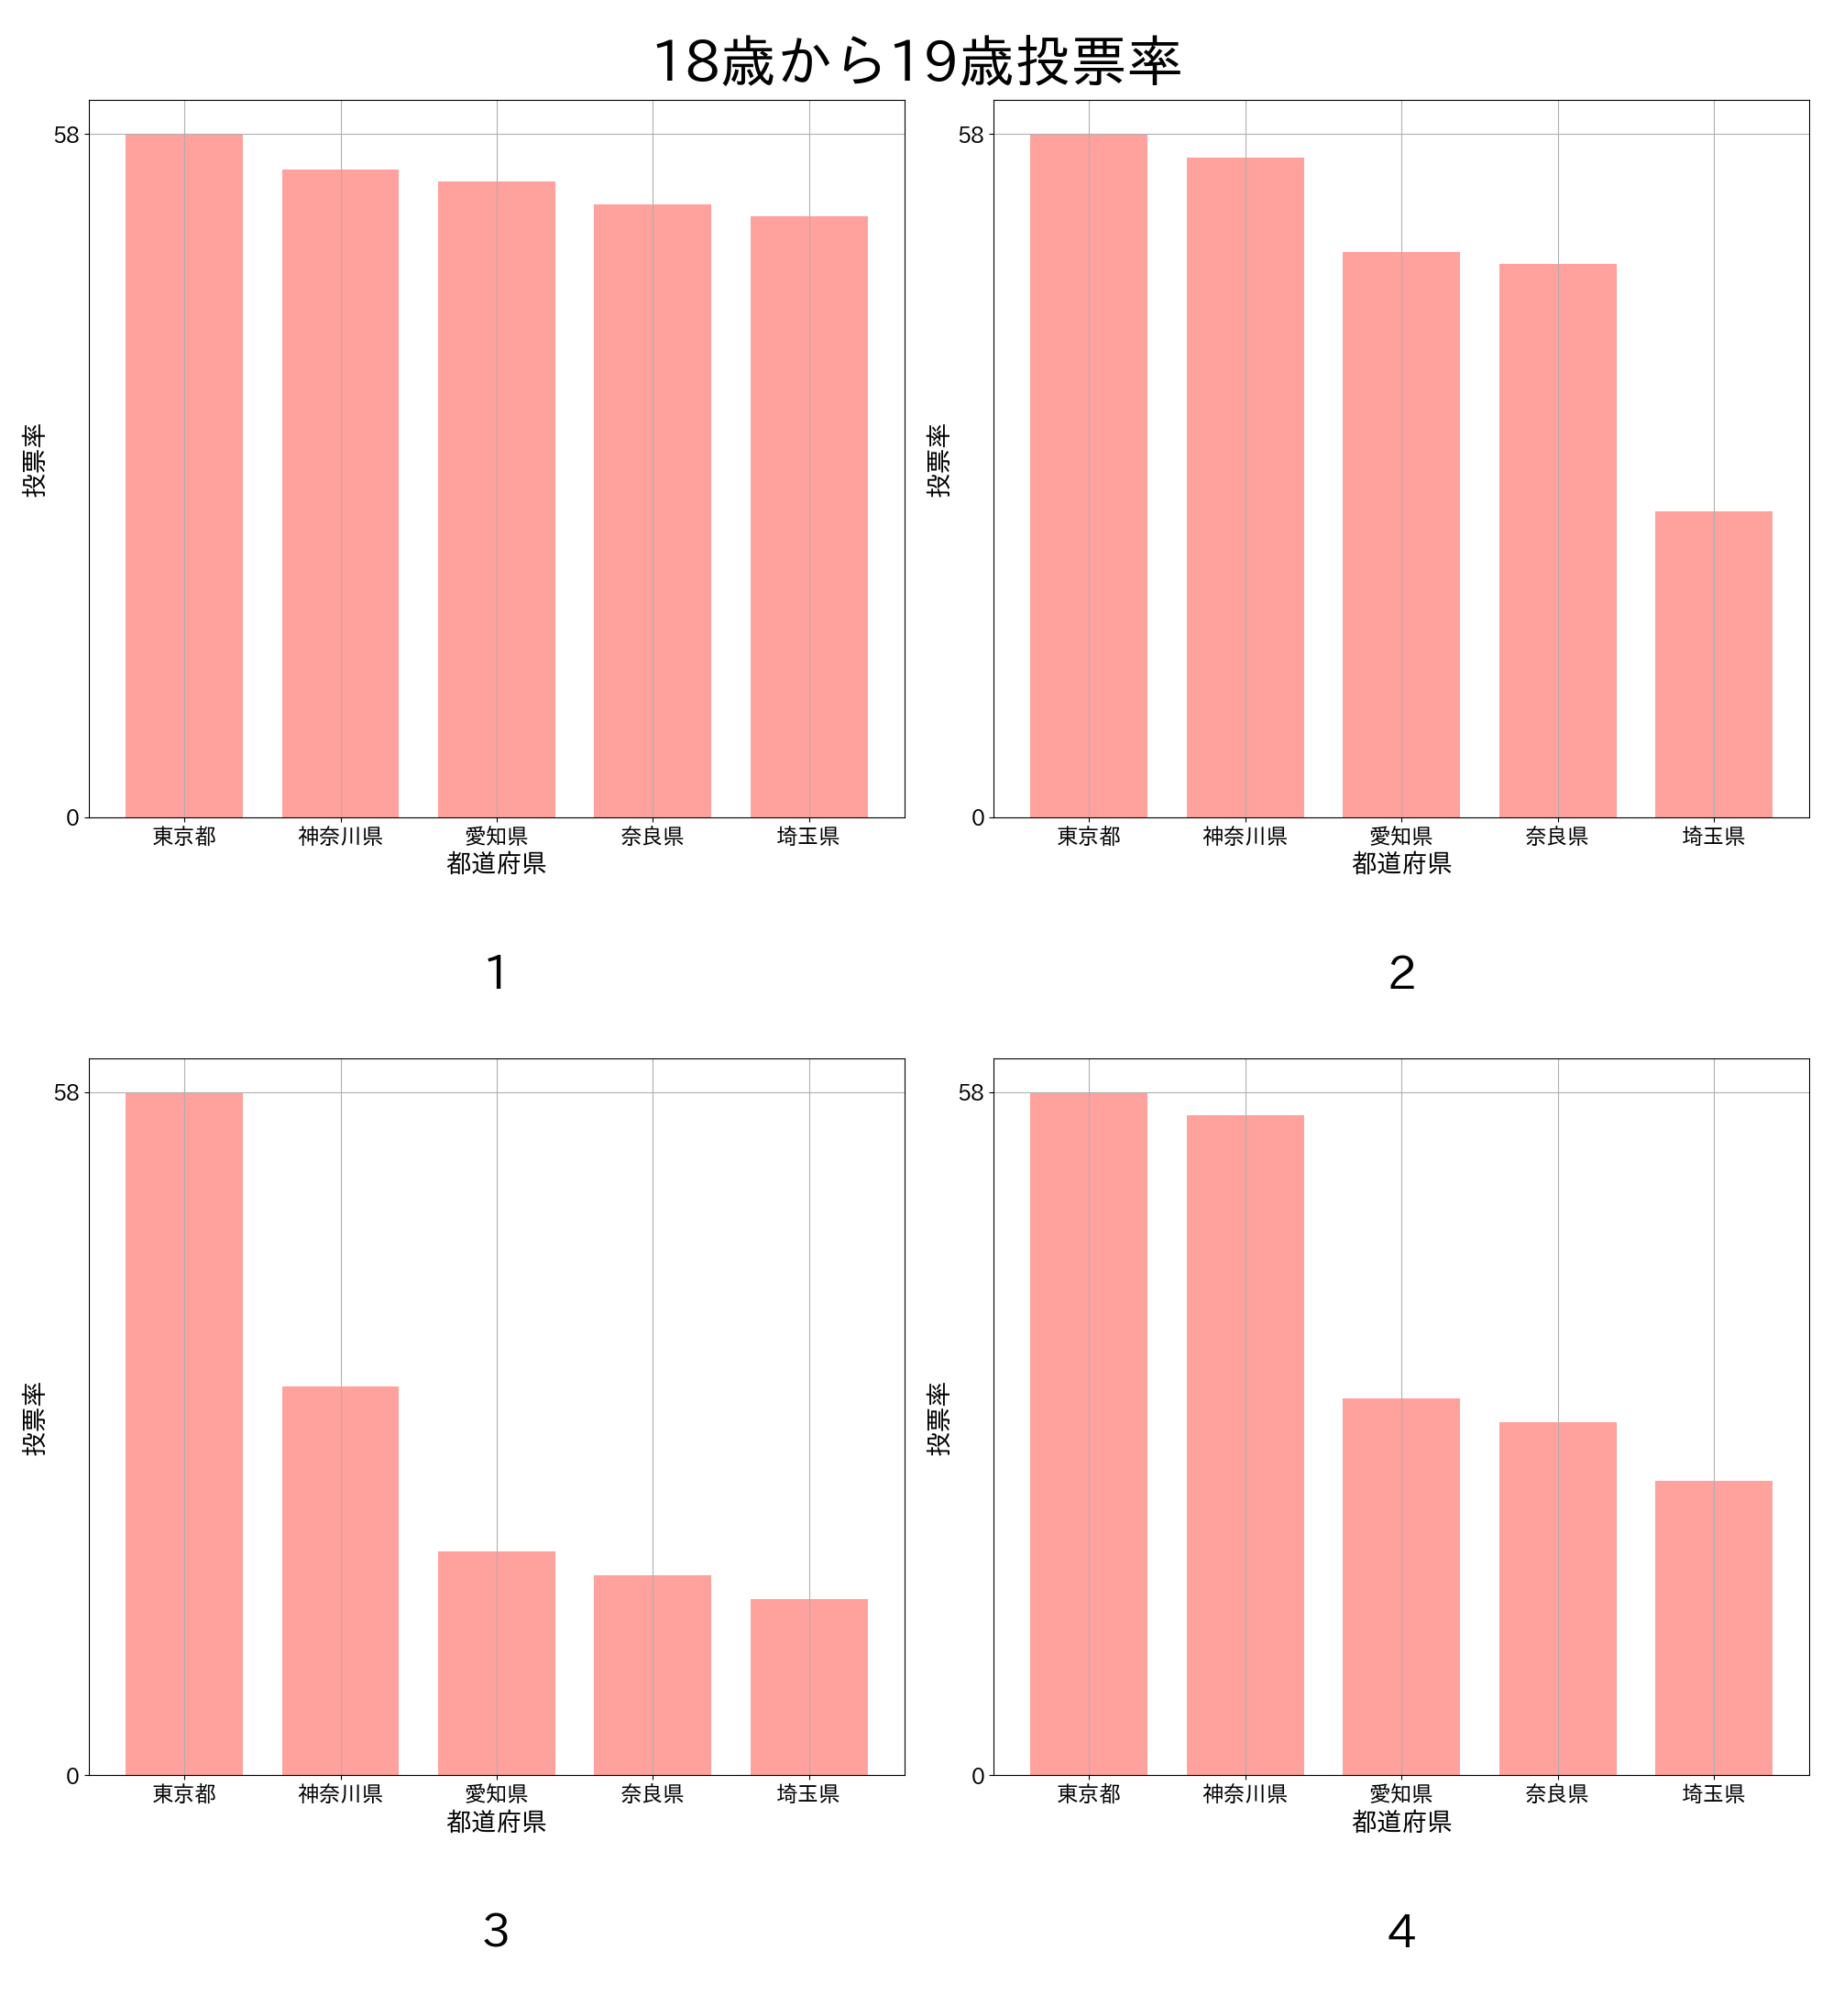 18歳から19歳投票率
58
0
投票率
東京都 神奈川県 愛知県 奈良県 埼玉県
都道府県
1
58
0
投票率
東京都 神奈川県 愛知県 奈良県 埼玉県
都道府県
2
58
0
投票率
東京都 神奈川県 愛知県 奈良県 埼玉県
都道府県
3
58
0
投票率
東京都 神奈川県 愛知県 奈良県 埼玉県
都道府県
4